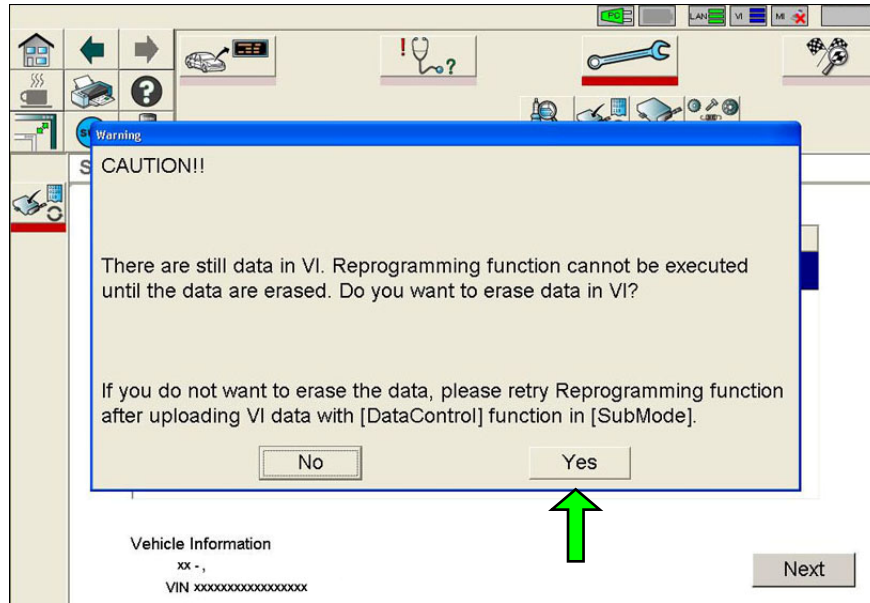 PC LAN VI MI
! ?
?
SU
Warning
S
CAUTION!!
There are still data in VI. Reprogramming function cannot be executed
until the data are erased. Do you want to erase data in VI?
If you do not want to erase the data, please retry Reprogramming function
after uploading VI data with [DataControl] function in [SubMode].
No Yes
Vehicle Information
xx - ,
VIN xxxxxxxxxxxxxxxxx
Next